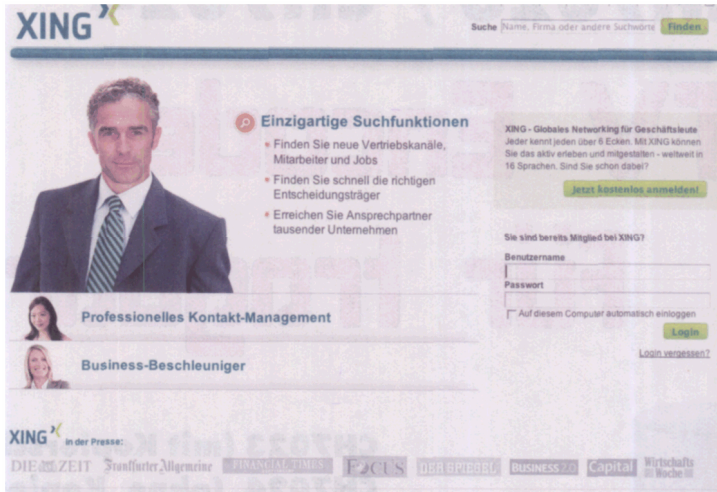 XING
Suche Name, Firma oder andere Suchworte Finden
Einzigartige Suchfunktionen
Finden Sie neue Vertriebskanäle,
Mitarbeiter und Jobs
Finden Sie schnell die richtigen
Entscheidungsträger
Erreichen Sie Ansprechpartner
tausender Unternehmen
XING - Globales Networking für Geschäftsleute
Jeder kennt jeden über 6 Ecken. Mit XING können
Sie das aktiv erleben und mitgestalten - weltweit in
16 Sprachen. Sind Sie schon dabei?
Jetzt kostenlos anmelden!
Sie sind bereits Mitglied bei XING?
Benutzername
Passwort
Auf diesem Computer automatisch einloggen
Login
Login vergessen?
Professionelles Kontakt-Management
Business-Beschleuniger
XING in der Presse:
DIE ZEIT Frankfurter Allgemeine FINANCIAL TIMES FOCUS DER SPIEGEL BUSINESS 2.0 Capital Wirtschafts
Woche